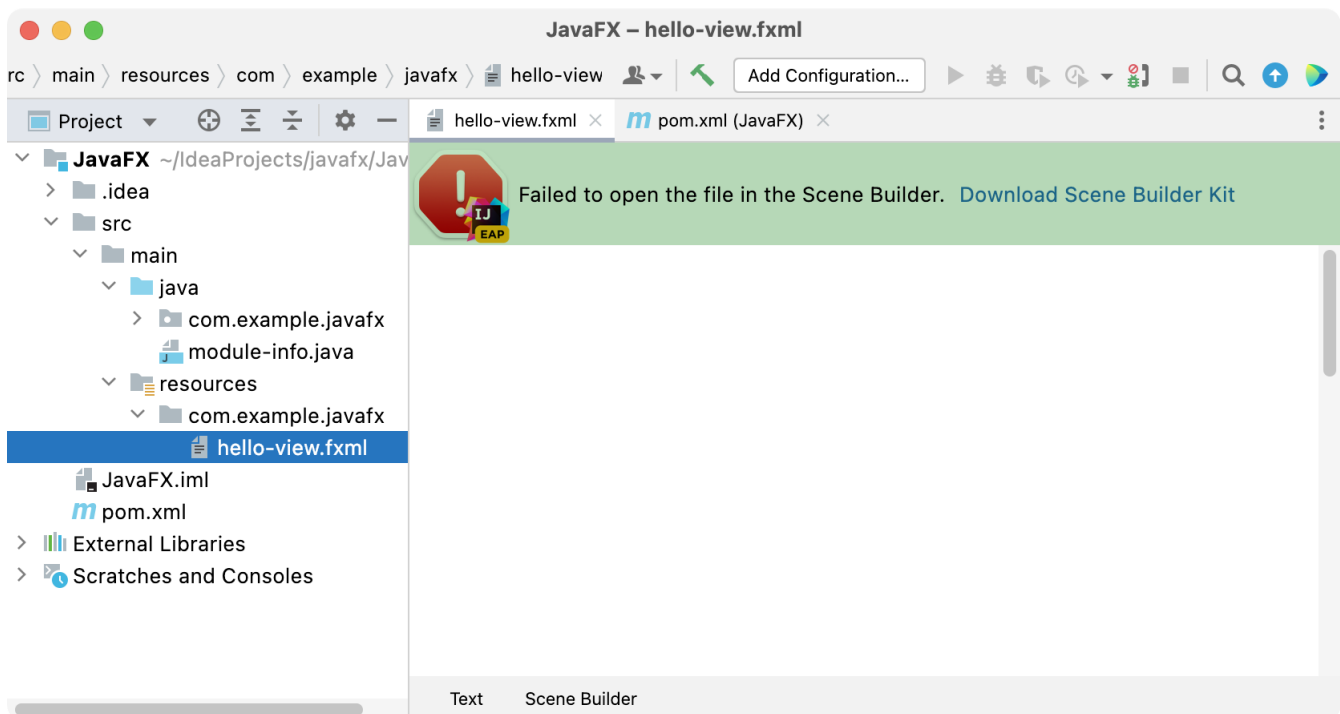 JavaFX – hello-view.fxml
rc main resources com example javafx hello-view Add Configuration...
Project hello-view.fxml m pom.xml (JavaFX)
JavaFX ~/IdeaProjects/javafx/Jav
Failed to open the file in the Scene Builder. Download Scene Builder Kit
IJ
EAP
.idea
src
main
java
com.example.javafx
J module-info.java
resources
com.example.javafx
hello-view.fxml
JavaFX.iml
m pom.xml
External Libraries
Scratches and Consoles
Text Scene Builder